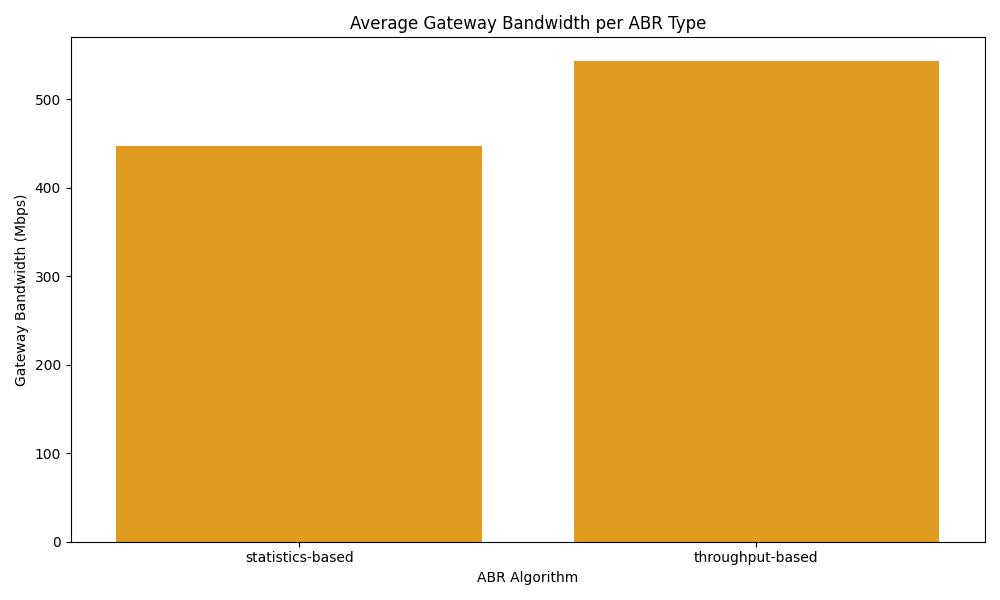 Average Gateway Bandwidth per ABR Type
Gateway Bandwidth (Mbps)
500
400
300
200
100
0
statistics-based
throughput-based
ABR Algorithm